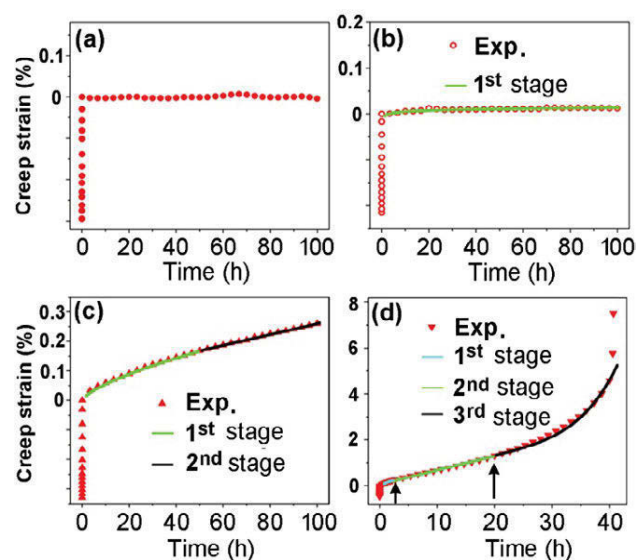 (a)
Creep strain (%)
0.1
0
0 20 40 60 80 100
Time (h)
(b)
0.2
0.1
0
Exp.
1st stage
0 20 40 60 80 100
Time (h)
(c)
Creep strain (%)
0.3
0.2
0.1
0
Exp.
1st stage
2nd stage
0 20 40 60 80 100
Time (h)
(d)
8
6
4
2
0
Exp.
1st stage
2nd stage
3rd stage
0 10 20 30 40
Time (h)